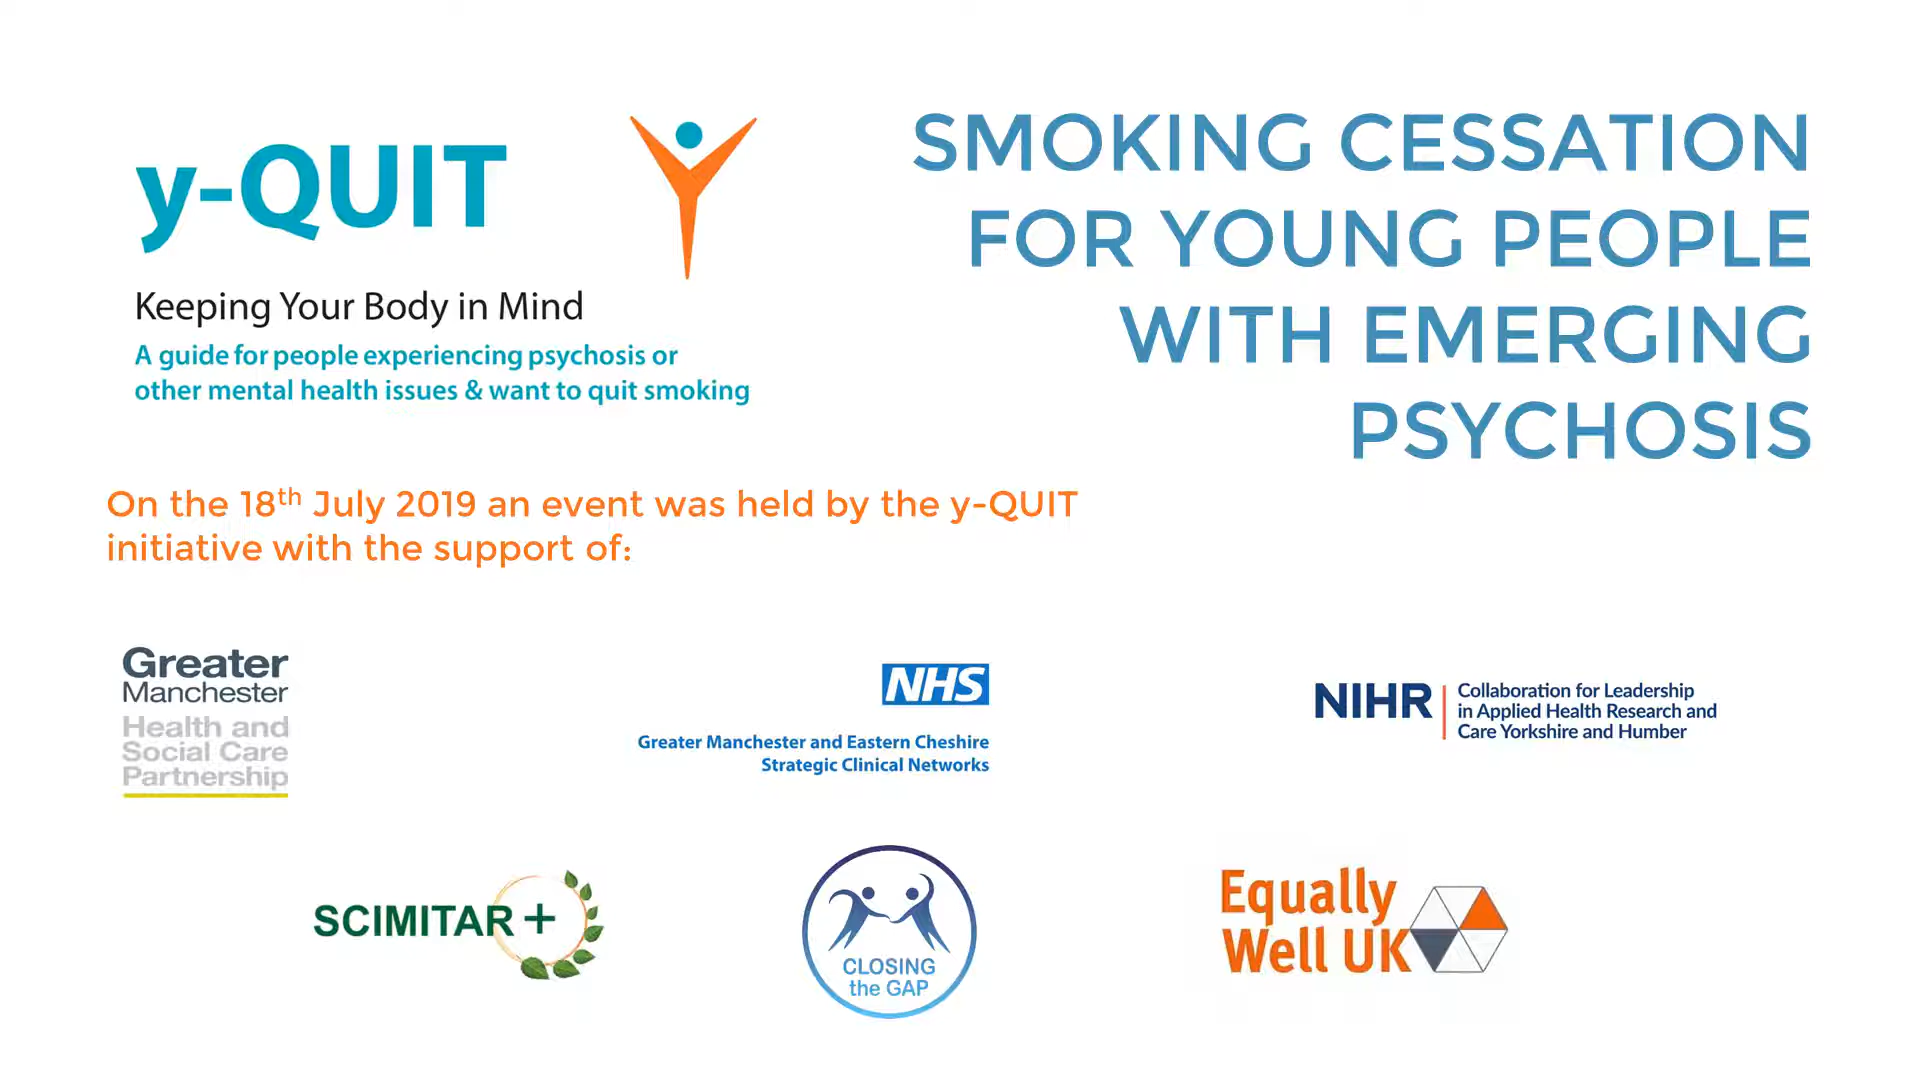 y-QUIT
Keeping Your Body in Mind
A guide for people experiencing psychosis or
other mental health issues & want to quit smoking
SMOKING CESSATION
FOR YOUNG PEOPLE
WITH EMERGING
PSYCHOSIS
On the 18th July 2019 an event was held by the y-QUIT
initiative with the support of:
Greater
Manchester
Health and
Social Care
Partnership
NHS
Greater Manchester and Eastern Cheshire
Strategic Clinical Networks
NIHR
Collaboration for Leadership
in Applied Health Research and
Care Yorkshire and Humber
SCIMITAR+
CLOSING
the GAP
Equally
Well UK